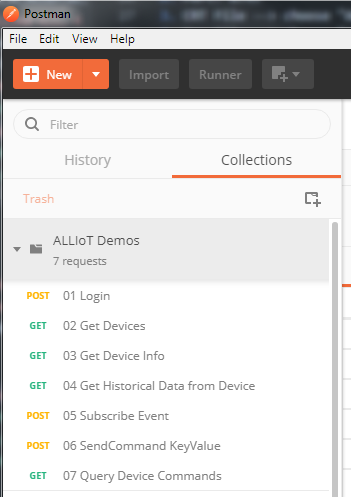 Postman
File Edit View Help
New Import Runner
Filter
History Collections
Trash
ALLIoT Demos
7 requests
POST 01 Login
GET 02 Get Devices
GET 03 Get Device Info
GET 04 Get Historical Data from Device
POST 05 Subscribe Event
POST 06 SendCommand KeyValue
GET 07 Query Device Commands